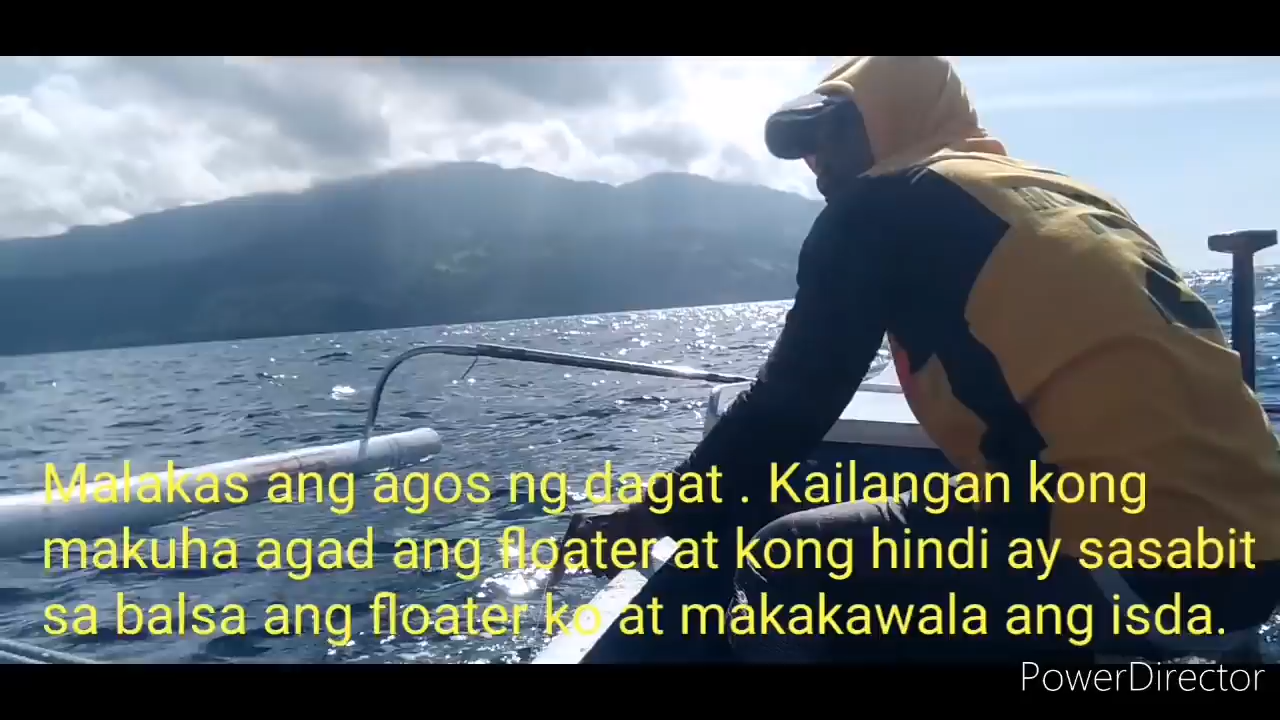 Malakas ang agos ng dagat . Kailangan kong
makuha agad ang floater at kong hindi ay sasabit
sa balsa ang floater ko at makakawala ang isda.
PowerDirector